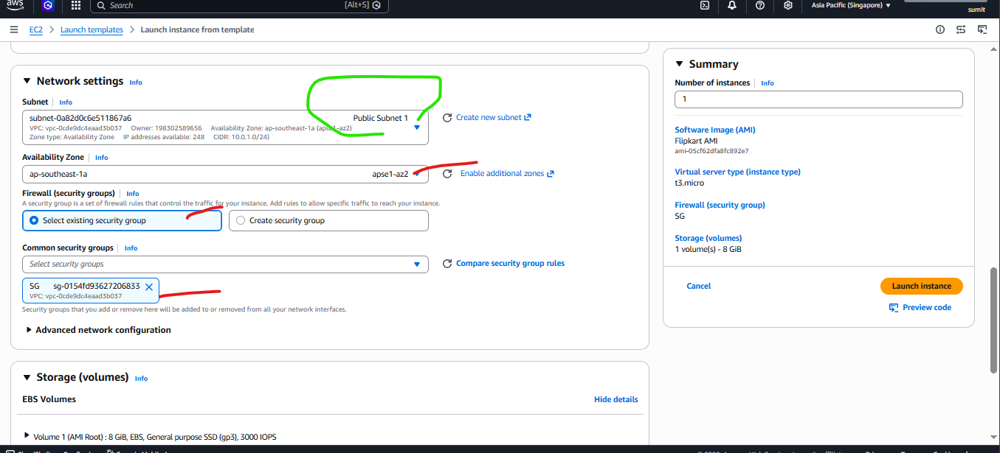 aws
Search [Alt+S] Asia Pacific (Singapore) ▼
sumit
EC2 > Launch templates > Launch instance from template
▼ Network settings Info
Subnet | Info
subnet-0a82d0c6e511867a6 Public Subnet 1
VPC: vpc-0cde9dc4eaad3b037 Owner: 198302589656 Availability Zone: ap-southeast-1a (apse1-az2)
Zone type: Availability Zone IP addresses available: 248 CIDR: 10.0.1.0/24)
Create new subnet
Availability Zone | Info
ap-southeast-1a apse1-az2
Enable additional zones
Firewall (security groups) | Info
A security group is a set of firewall rules that control the traffic for your instance. Add rules to allow specific traffic to reach your instance.
Select existing security group Create security group
Common security groups | Info
Select security groups
Compare security group rules
SG sg-0154fd93627206833
VPC: vpc-0cde9dc4eaad3b037
Security groups that you add or remove here will be added to or removed from all your network interfaces.
▶ Advanced network configuration
▼ Storage (volumes) Info
EBS Volumes Hide details
▶ Volume 1 (AMI Root) : 8 GiB, EBS, General purpose SSD (gp3), 3000 IOPS
▼ Summary
Number of instances | Info
1
Software Image (AMI)
Flipkart AMI
ami-05cf62dfa8fc892e7
Virtual server type (instance type)
t3.micro
Firewall (security group)
SG
Storage (volumes)
1 volume(s) - 8 GiB
Cancel Launch instance
Preview code